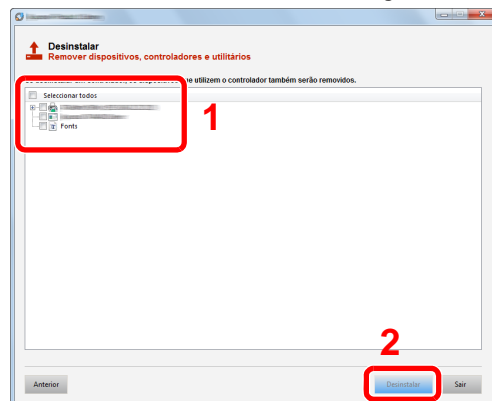 Desinstalar
Remover dispositivos, controladores e utilitários
que utilizem o controlador também serão removidos.
Seleccionar todos
1
Fonts
2
Anterior
Desinstalar
Sair